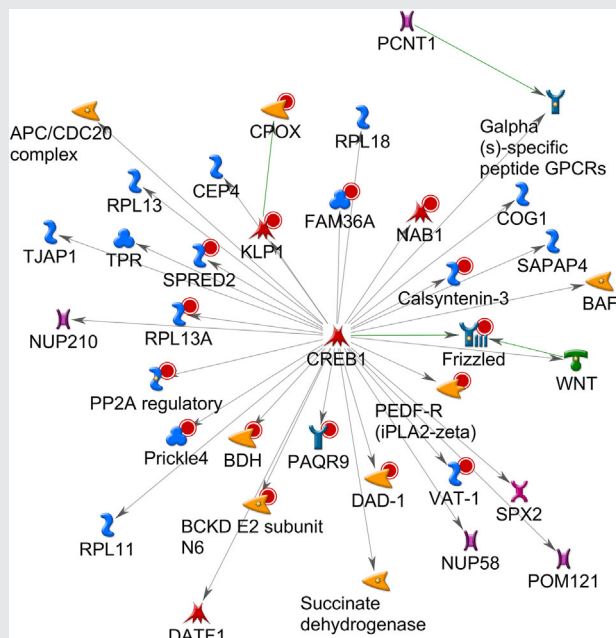 PCNT1
APC/CDC20
complex
CPOX
RPL18
Galpha
(s)-specific
peptide GPCRs
CEP4
RPL13
FAM36A
NAB1
COG1
TJAP1
TPR
SPRED2
KLP1
Calsyntenin-3
SAPAP4
BAF
NUP210
RPL13A
CREB1
Frizzled
WNT
PP2A regulatory
PEDF-R
(iPLA2-zeta)
Prickle4
BDH
PAQR9
DAD-1
VAT-1
SPX2
RPL11
BCKD E2 subunit
N6
NUP58
POM121
Succinate
dehydrogenase
DATF1